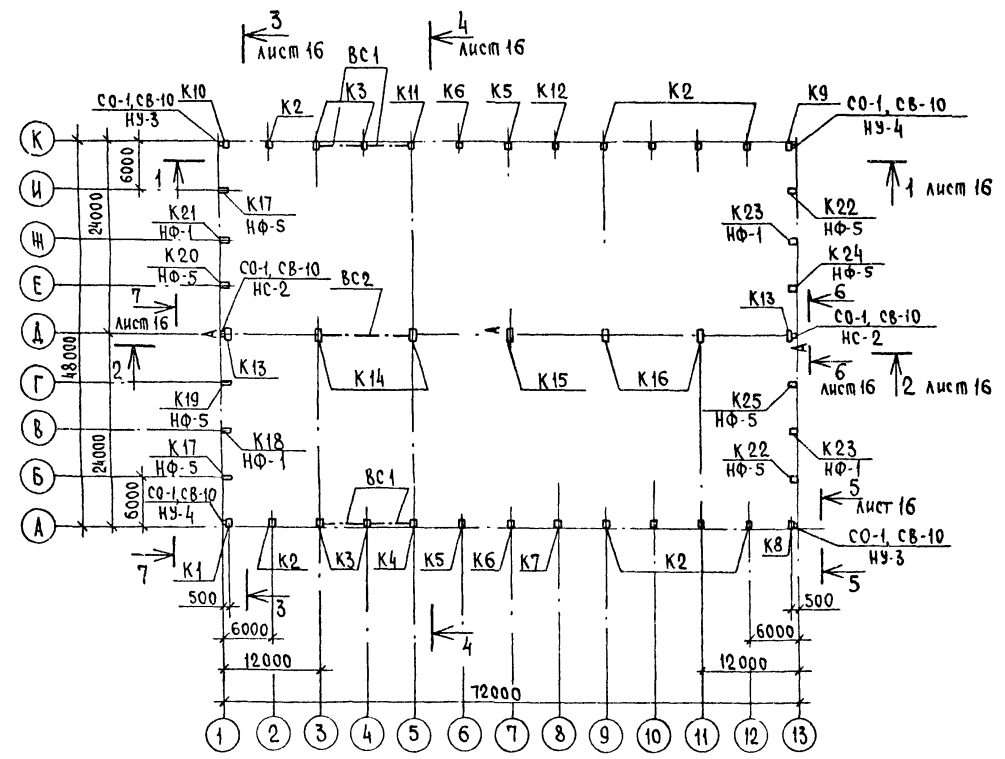 3
лист 16
4
лист 16
ВС1
К10
СО-1, СВ-10
НУ-3
К2
К3
К11
К6
К5
К12
К2
К9
СО-1, СВ-10
НУ-4
К
И
Ж
Е
Д
Г
В
Б
А
6000
24000
48000
24000
6000
1
К17
НФ-5
К21
НФ-1
К20
НФ-5
7
лист 16
СО-1, СВ-10
НС-2
ВС2
1 лист 16
К22
НФ-5
К23
НФ-1
К24
НФ-5
6
К13
СО-1, СВ-10
НС-2
А
А
А
2
К13
К14
К15
К16
6
лист 16
2 лист 16
К19
НФ-5
К18
НФ-1
К17
НФ-5
СО-1, СВ-10
НУ-4
ВС1
К25
НФ-5
К23
НФ-1
К22
НФ-5
5
лист 16
7
К1
К2
К3
К4
К5
К6
К7
К2
К8
СО-1, СВ-10
НУ-3
5
500
3
4
500
6000
6000
12000
12000
72000
1 2 3 4 5 6 7 8 9 10 11 12 13